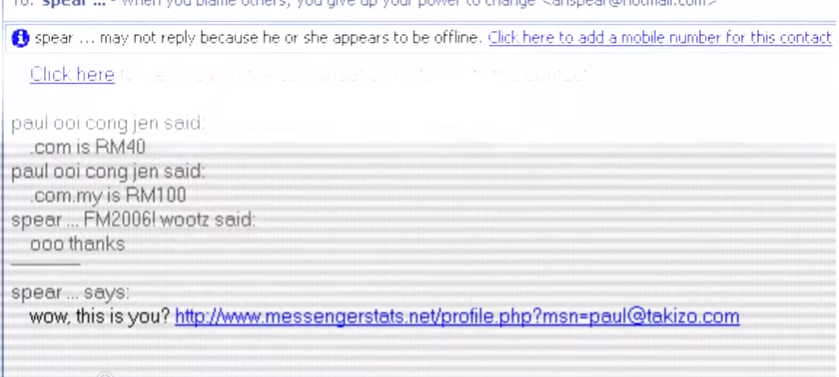 To: spear ... - when you blame others, you give up your power to change <anspear@hotmail.com>
spear ... may not reply because he or she appears to be offline. Click here to add a mobile number for this contact
Click here
paul ooi cong jen said:
.com is RM40
paul ooi cong jen said:
.com.my is RM100
spear ... FM2006! wootz said:
ooo thanks
spear ... says:
wow, this is you? http://www.messengerstats.net/profile.php?msn=paul@takizo.com